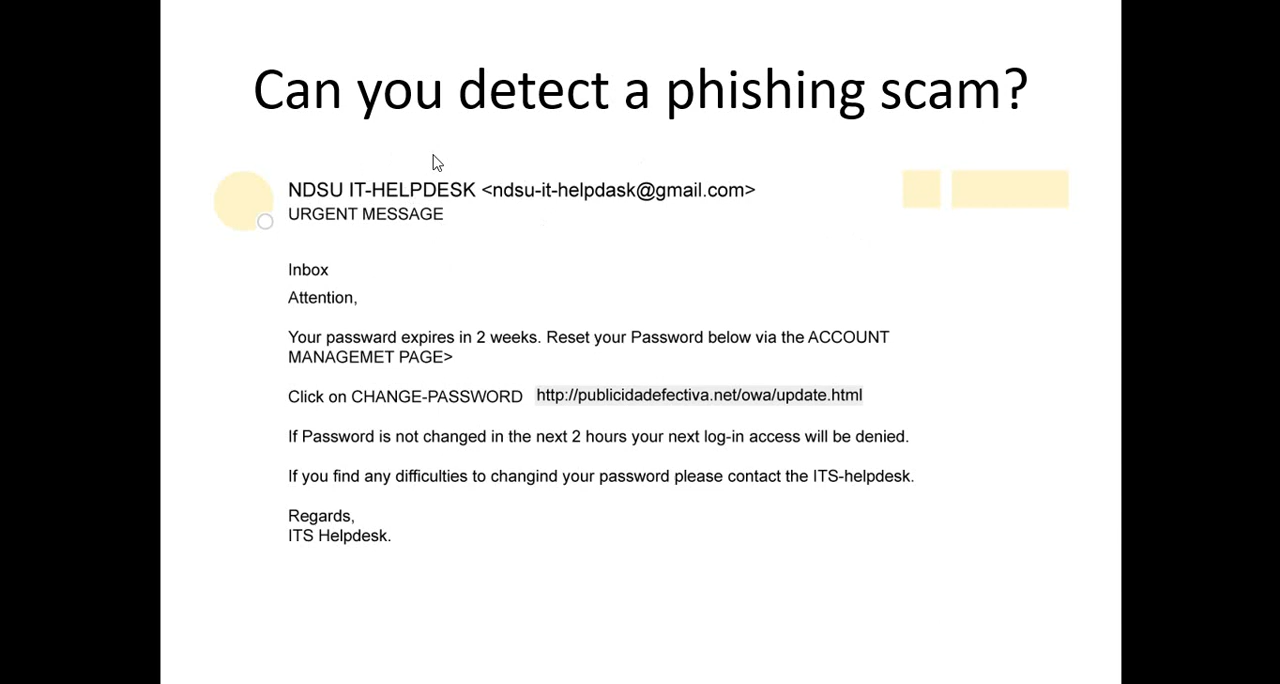 Can you detect a phishing scam?
NDSU IT-HELPDESK <ndsu-it-helpdask@gmail.com>
URGENT MESSAGE
Inbox
Attention,
Your passward expires in 2 weeks. Reset your Password below via the ACCOUNT
MANAGEMET PAGE>
Click on CHANGE-PASSWORD http://publicidadefectiva.net/owa/update.html
If Password is not changed in the next 2 hours your next log-in access will be denied.
If you find any difficulties to changind your password please contact the ITS-helpdesk.
Regards,
ITS Helpdesk.